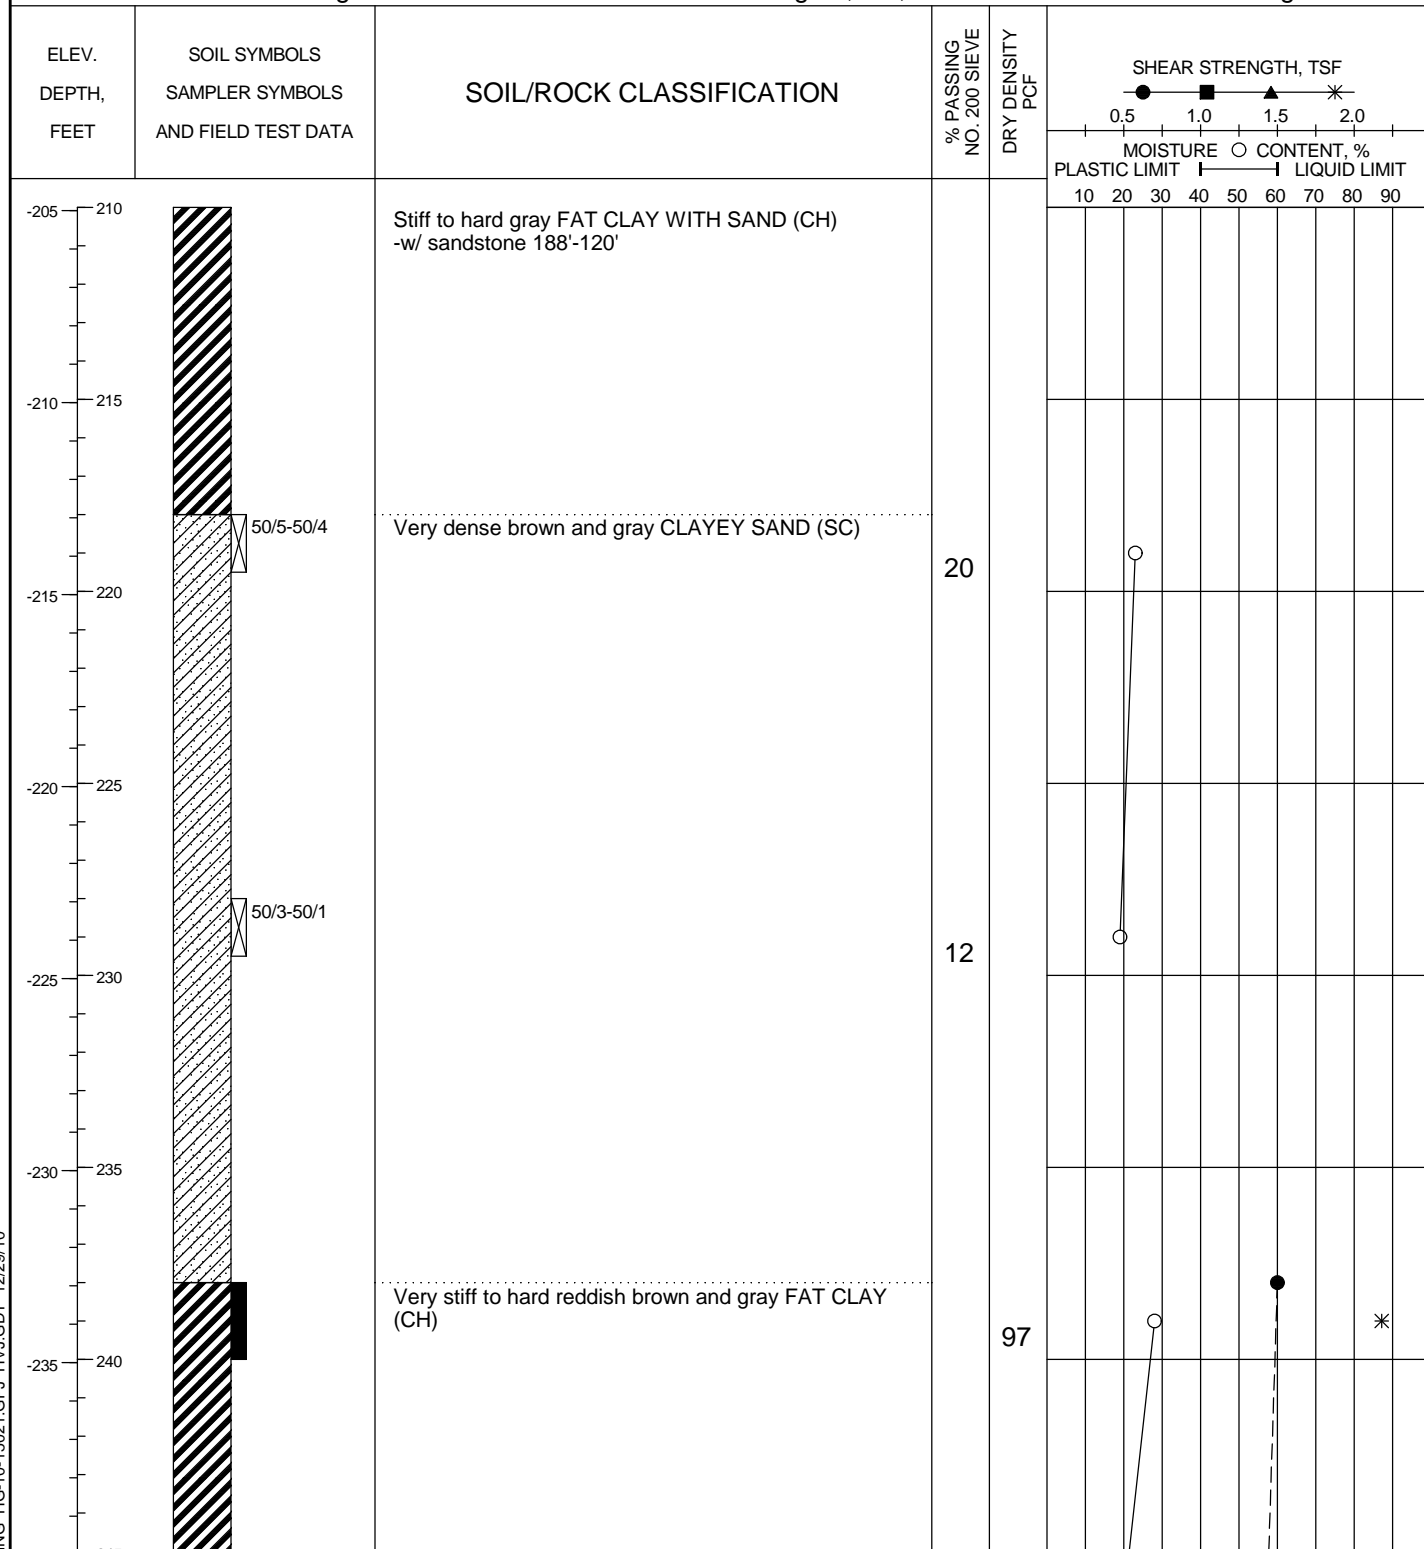 ELEV.
DEPTH,
FEET
SOIL SYMBOLS
SAMPLER SYMBOLS
AND FIELD TEST DATA
SOIL/ROCK CLASSIFICATION
% PASSING
NO. 200 SIEVE
DRY DENSITY
PCF
SHEAR STRENGTH, TSF
0.5 1.0 1.5 2.0
MOISTURE CONTENT, %
PLASTIC LIMIT LIQUID LIMIT
10 20 30 40 50 60 70 80 90
-205 210
Stiff to hard gray FAT CLAY WITH SAND (CH)
-w/ sandstone 188'-120'
-210 215
50/5-50/4
Very dense brown and gray CLAYEY SAND (SC)
20
-215 220
-220 225
50/3-50/1
12
-225 230
-230 235
Very stiff to hard reddish brown and gray FAT CLAY
(CH)
97
-235 240